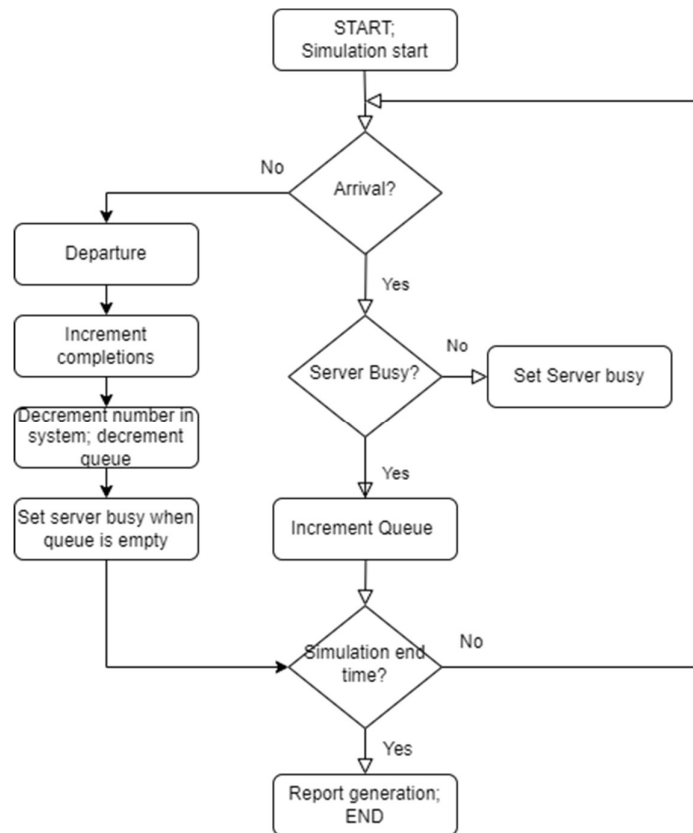 START;
Simulation start
No
Arrival?
Departure
Yes
Increment
completions
Server Busy?
No
Set Server busy
Decrement number in
system; decrement
queue
Yes
Set server busy when
queue is empty
Increment Queue
Simulation end
time?
No
Yes
Report generation;
END